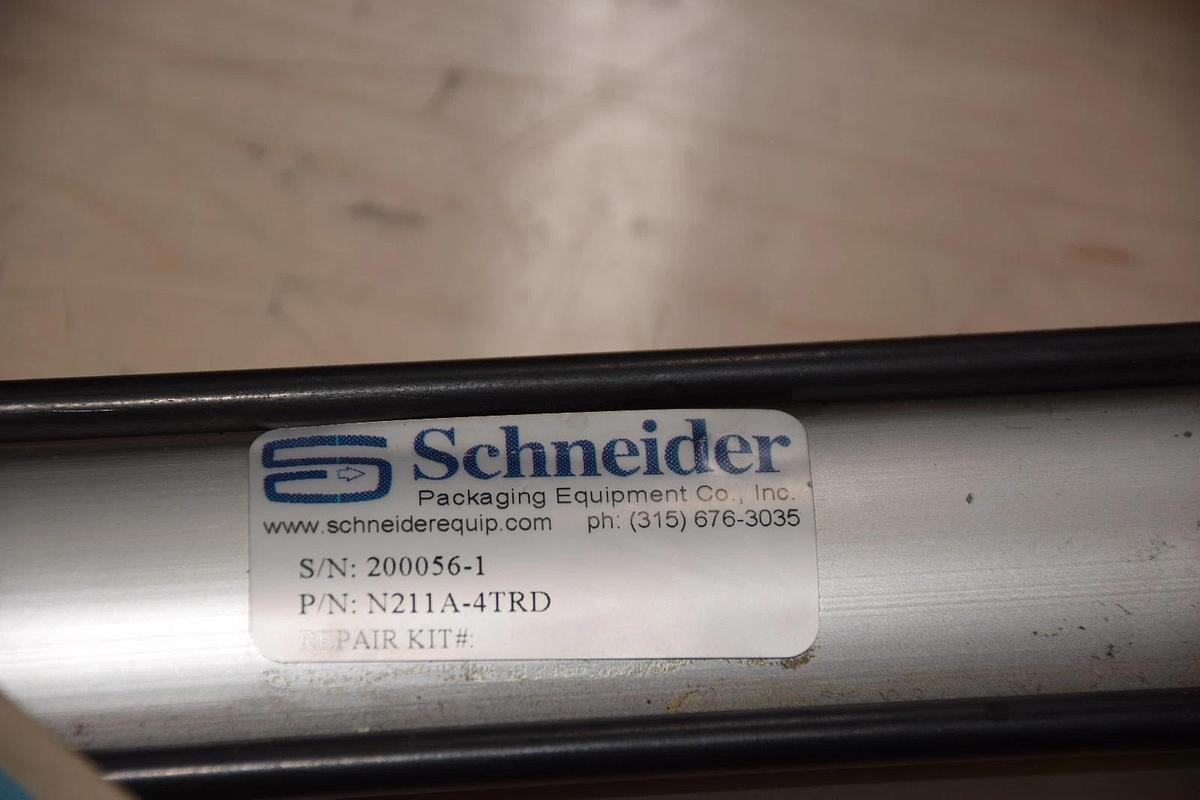 Schneider
Packaging Equipment Co., Inc.
www.schneiderequip.com ph: (315) 676-3035
S/N: 200056-1
P/N: N211A-4TRD
REPAIR KIT#: